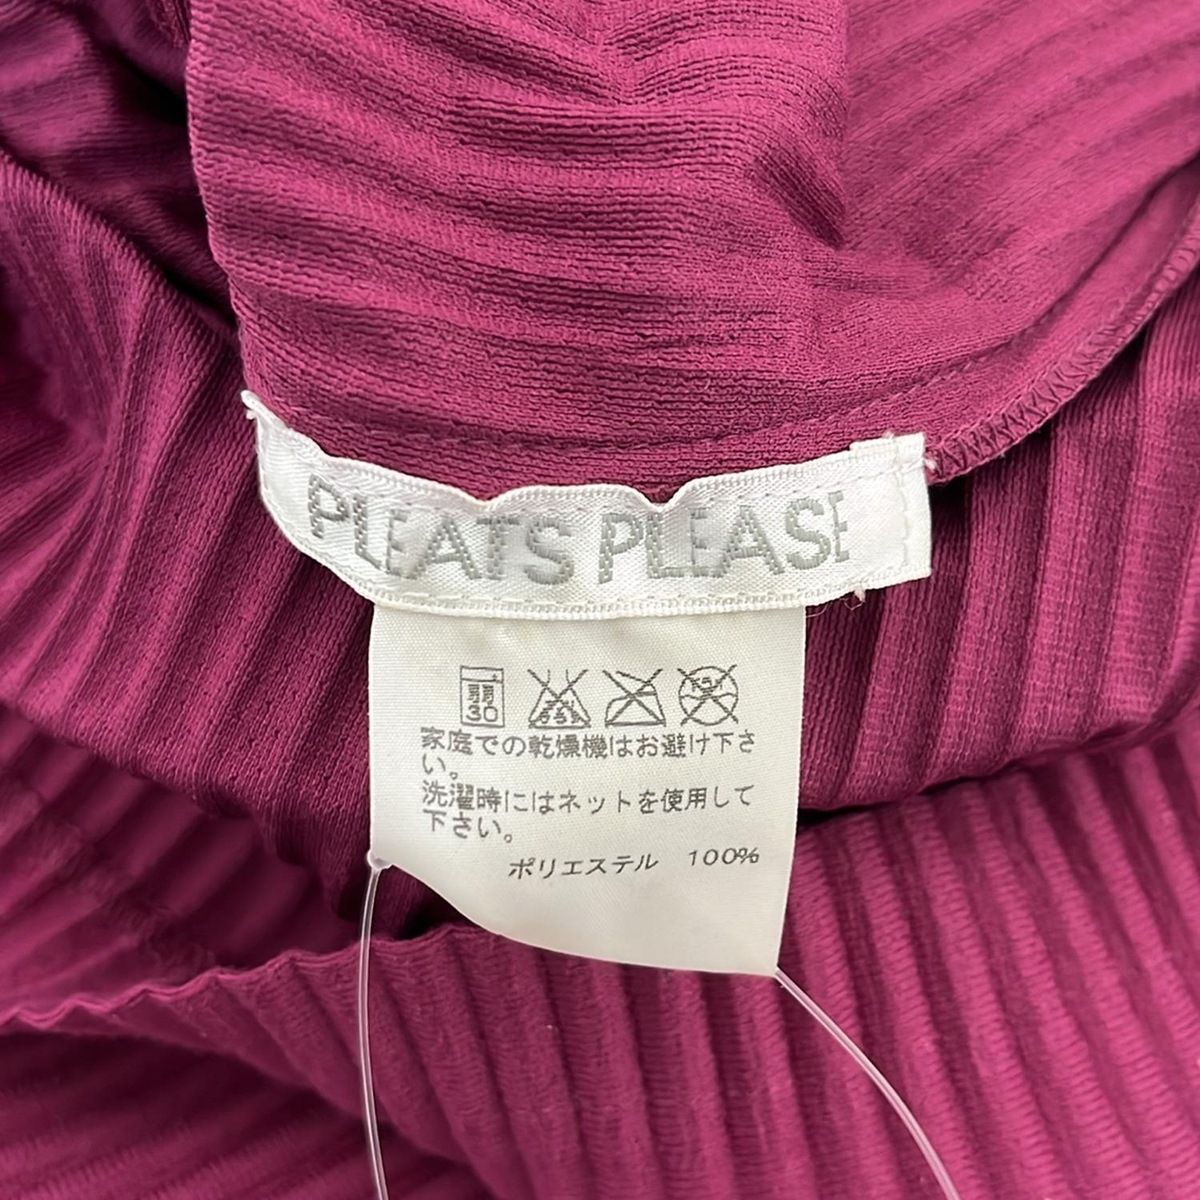 PLEATS PLEASE
弱
30
家庭での乾燥機はお避け下さ
い。
洗濯時にはネットを使用して
下さい。
ポリエステル 100%